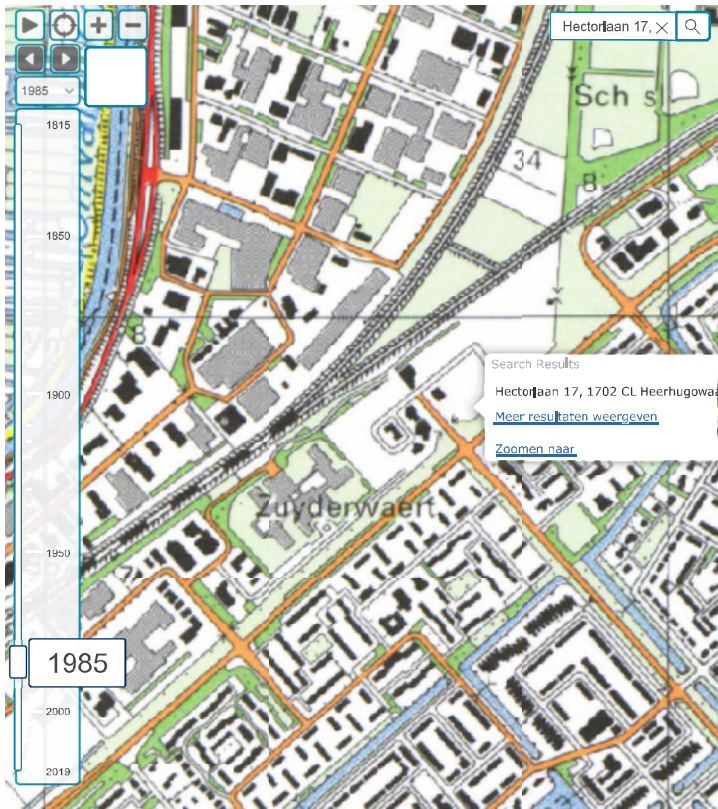 1985
Hectorlaan 17,
1815
1850
1900
1950
1985
2000
2019
Sch s
34
8
8
Search Results
Hectorlaan 17, 1702 CL Heerhugowaa
Meer resultaten weergeven
Zoomen naar
Zuyderwaert